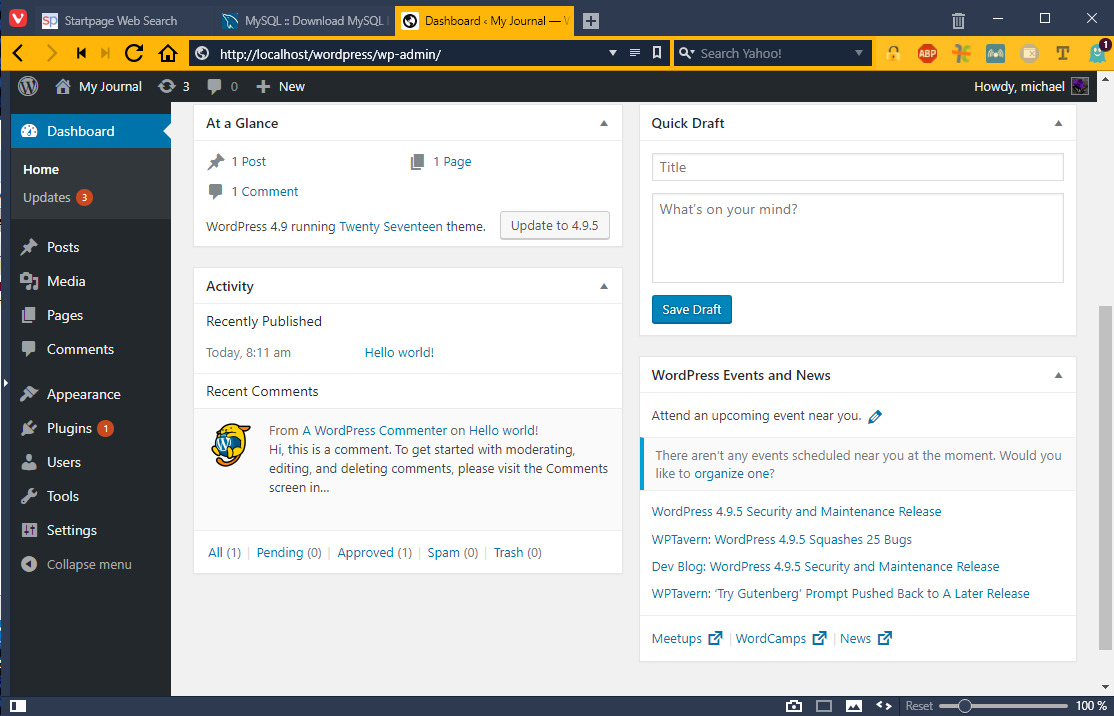 sp Startpage Web Search
MySQL :: Download MySQL
Dashboard ‹ My Journal — W
http://localhost/wordpress/wp-admin/
Search Yahoo!
ABP
T
1
My Journal
3
0
New
Howdy, michael
Dashboard
Home
Updates 3
Posts
Media
Pages
Comments
Appearance
Plugins 1
Users
Tools
Settings
Collapse menu
At a Glance
1 Post
1 Page
1 Comment
WordPress 4.9 running Twenty Seventeen theme.
Update to 4.9.5
Activity
Recently Published
Today, 8:11 am
Hello world!
Recent Comments
From A WordPress Commenter on Hello world!
Hi, this is a comment. To get started with moderating,
editing, and deleting comments, please visit the Comments
screen in…
All (1) | Pending (0) | Approved (1) | Spam (0) | Trash (0)
Quick Draft
Title
What’s on your mind?
Save Draft
WordPress Events and News
Attend an upcoming event near you.
There aren’t any events scheduled near you at the moment. Would you
like to organize one?
WordPress 4.9.5 Security and Maintenance Release
WPTavern: WordPress 4.9.5 Squashes 25 Bugs
Dev Blog: WordPress 4.9.5 Security and Maintenance Release
WPTavern: ‘Try Gutenberg’ Prompt Pushed Back to A Later Release
Meetups | WordCamps | News
Reset
100 %